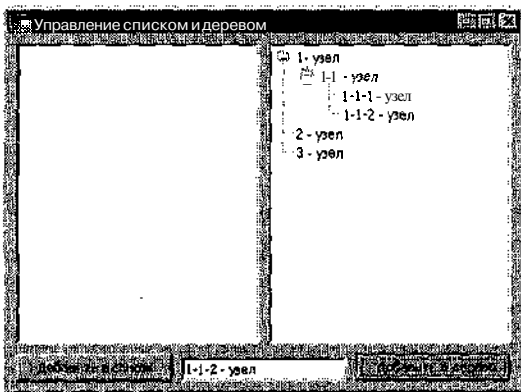 Управление списком и деревом
1 - узел
1-1 - узел
1-1-1 - узел
1-1-2 - узел
2 - узел
3 - узел
1-1-2 - узел